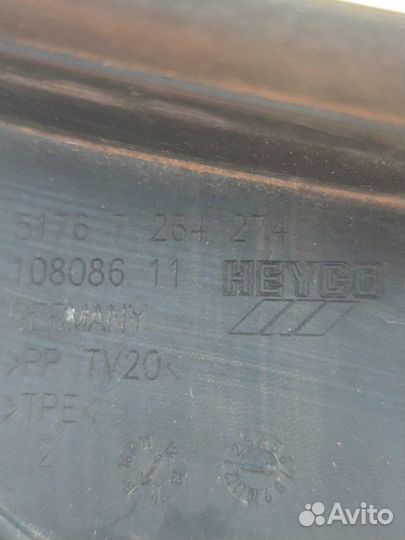 5176 7 264 274
108086 11 HEYCO
GERMANY
>PP TV20<
>TPE<
2
Avito